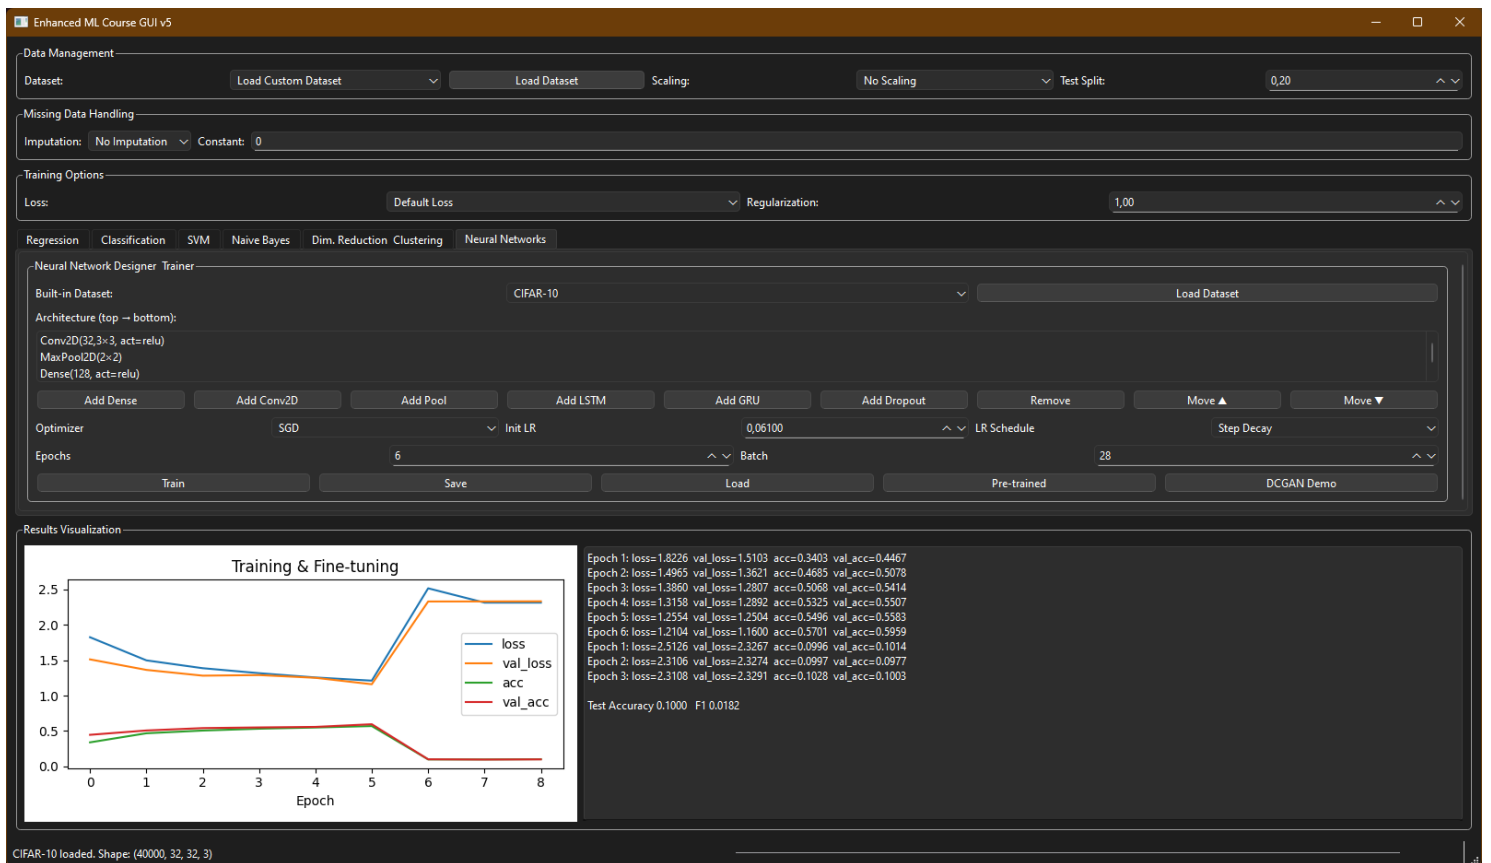 Enhanced ML Course GUI v5
Data Management
Dataset: Load Custom Dataset Load Dataset Scaling: No Scaling Test Split: 0,20
Missing Data Handling
Imputation: No Imputation Constant: 0
Training Options
Loss: Default Loss Regularization: 1,00
Regression Classification SVM Naive Bayes Dim. Reduction Clustering Neural Networks
Neural Network Designer Trainer
Built-in Dataset: CIFAR-10 Load Dataset
Architecture (top → bottom):
Conv2D(32,3×3, act=relu)
MaxPool2D(2×2)
Dense(128, act=relu)
Add Dense Add Conv2D Add Pool Add LSTM Add GRU Add Dropout Remove Move ▲ Move ▼
Optimizer SGD Init LR 0,06100 LR Schedule Step Decay
Epochs 6 Batch 28
Train Save Load Pre-trained DCGAN Demo
Results Visualization
Training & Fine-tuning
2.5
2.0
1.5
1.0
0.5
0.0
loss
val_loss
acc
val_acc
0 1 2 3 4 5 6 7 8
Epoch
Epoch 1: loss=1.8226 val_loss=1.5103 acc=0.3403 val_acc=0.4467
Epoch 2: loss=1.4965 val_loss=1.3621 acc=0.4685 val_acc=0.5078
Epoch 3: loss=1.3860 val_loss=1.2807 acc=0.5068 val_acc=0.5414
Epoch 4: loss=1.3158 val_loss=1.2892 acc=0.5325 val_acc=0.5507
Epoch 5: loss=1.2554 val_loss=1.2504 acc=0.5496 val_acc=0.5583
Epoch 6: loss=1.2104 val_loss=1.1600 acc=0.5701 val_acc=0.5959
Epoch 1: loss=2.5126 val_loss=2.3267 acc=0.0996 val_acc=0.1014
Epoch 2: loss=2.3106 val_loss=2.3274 acc=0.0997 val_acc=0.0977
Epoch 3: loss=2.3108 val_loss=2.3291 acc=0.1028 val_acc=0.1003
Test Accuracy 0.1000 F1 0.0182
CIFAR-10 loaded. Shape: (40000, 32, 32, 3)